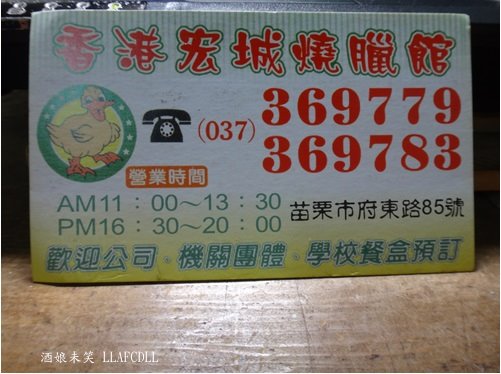 香港宏城燒臘館
(037) 369779
369783
營業時間
AM11：00～13：30
PM16：30～20：00
苗栗市府東路85號
歡迎公司、機關團體、學校餐盒預訂
酒娘未笑 LLAFCDLL